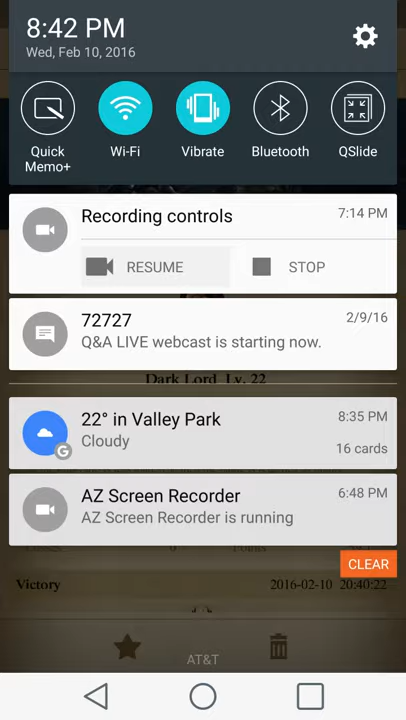 8:42 PM
Wed, Feb 10, 2016
Quick Memo+
Wi-Fi
Vibrate
Bluetooth
QSlide
Recording controls
7:14 PM
RESUME
STOP
72727
2/9/16
Q&A LIVE webcast is starting now.
Dark Lord Lv. 22
22° in Valley Park
8:35 PM
Cloudy
16 cards
G
AZ Screen Recorder
6:48 PM
AZ Screen Recorder is running
CLEAR
Victory
2016-02-10 20:40:22
AT&T